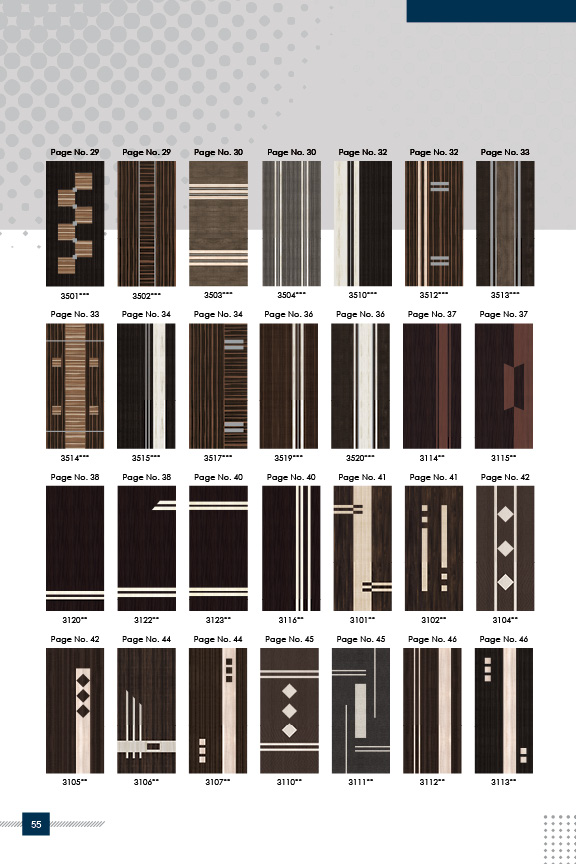 Page No. 29 Page No. 29 Page No. 30 Page No. 30 Page No. 32 Page No. 32 Page No. 33
3501*** 3502*** 3503*** 3504*** 3510*** 3512*** 3513***
Page No. 33 Page No. 34 Page No. 34 Page No. 36 Page No. 36 Page No. 37 Page No. 37
3514*** 3515*** 3517*** 3519*** 3520*** 3114** 3115**
Page No. 38 Page No. 38 Page No. 40 Page No. 40 Page No. 41 Page No. 41 Page No. 42
3120** 3122** 3123** 3116** 3101** 3102** 3104**
Page No. 42 Page No. 44 Page No. 44 Page No. 45 Page No. 45 Page No. 46 Page No. 46
3105** 3106** 3107** 3110** 3111** 3112** 3113**
55